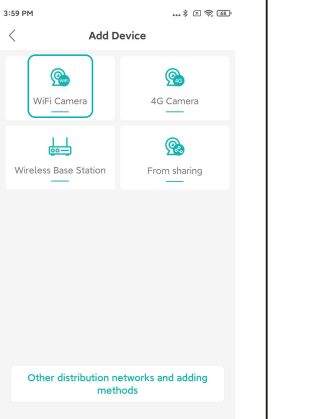 3:59 PM
Add Device
WiFi Camera
4G Camera
Wireless Base Station
From sharing
Other distribution networks and adding
methods